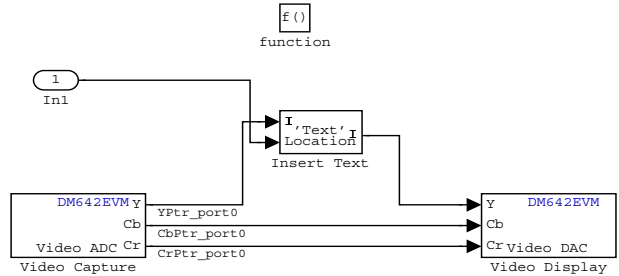 f()
function
1
In1
I
'Text' I
Location
Insert Text
DM642EVM Y
Cb
Video ADC Cr
Video Capture
YPtr_port0
CbPtr_port0
CrPtr_port0
Y DM642EVM
Cb
Cr Video DAC
Video Display